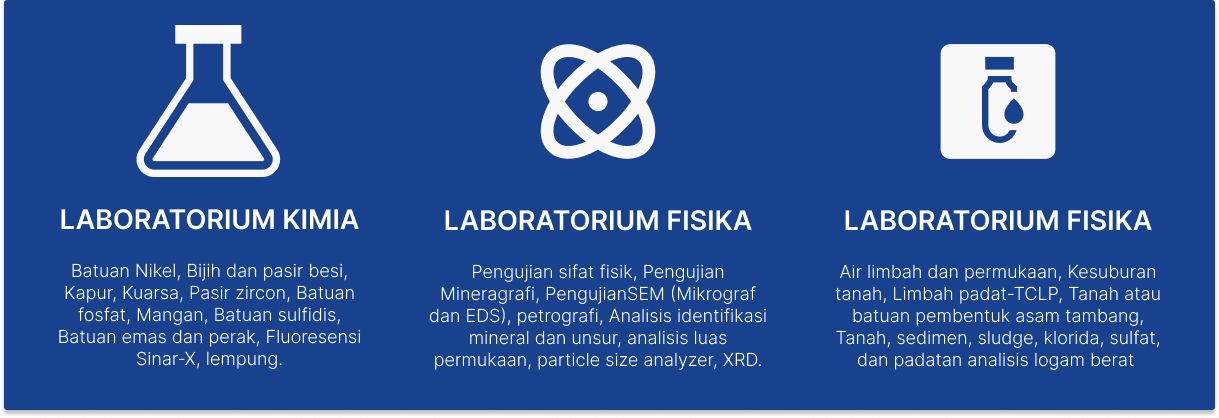 LABORATORIUM KIMIA
Batuan Nikel, Bijih dan pasir besi,
Kapur, Kuarsa, Pasir zircon, Batuan
fosfat, Mangan, Batuan sulfidis,
Batuan emas dan perak, Fluoresensi
Sinar-X, lempung.
LABORATORIUM FISIKA
Pengujian sifat fisik, Pengujian
Mineragrafi, PengujianSEM (Mikrograf
dan EDS), petrografi, Analisis identifikasi
mineral dan unsur, analisis luas
permukaan, particle size analyzer, XRD.
LABORATORIUM FISIKA
Air limbah dan permukaan, Kesuburan
tanah, Limbah padat-TCLP, Tanah atau
batuan pembentuk asam tambang,
Tanah, sedimen, sludge, klorida, sulfat,
dan padatan analisis logam berat